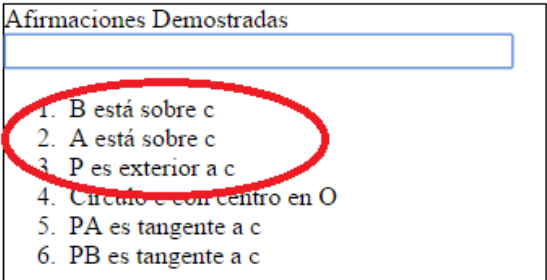 Afirmaciones Demostradas
1. B está sobre c
2. A está sobre c
3. P es exterior a c
4. Círculo c con centro en O
5. PA es tangente a c
6. PB es tangente a c